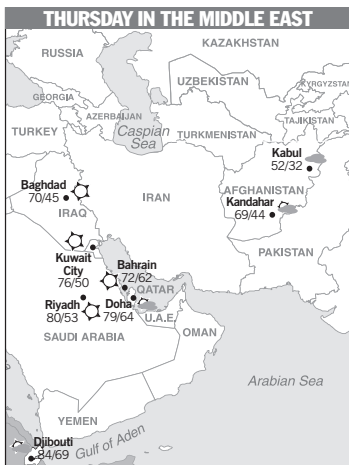 THURSDAY IN THE MIDDLE EAST
KAZAKHSTAN
RUSSIA
UZBEKISTAN
KYRGYZSTAN
GEORGIA
AZERBAIJAN
TAJIKISTAN
TURKEY
Caspian
Sea
TURKMENISTAN
Kabul
52/32
Baghdad
70/45
IRAQ
IRAN
AFGHANISTAN
Kandahar
69/44
PAKISTAN
Kuwait
City
76/50
Bahrain
72/62
QATAR
Riyadh
80/53
Doha
79/64
U.A.E.
SAUDI ARABIA
OMAN
Arabian Sea
YEMEN
Djibouti
84/69
Gulf of Aden